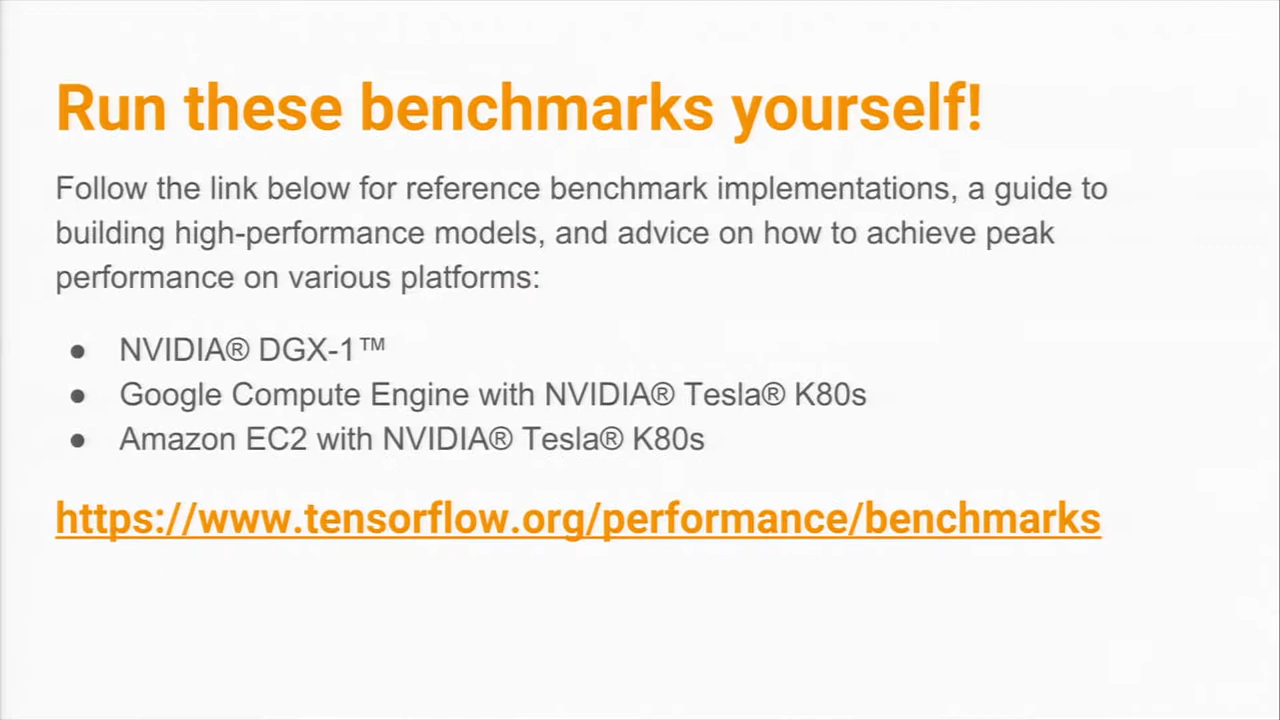 Run these benchmarks yourself!
Follow the link below for reference benchmark implementations, a guide to
building high-performance models, and advice on how to achieve peak
performance on various platforms:
● NVIDIA® DGX-1™
● Google Compute Engine with NVIDIA® Tesla® K80s
● Amazon EC2 with NVIDIA® Tesla® K80s
https://www.tensorflow.org/performance/benchmarks